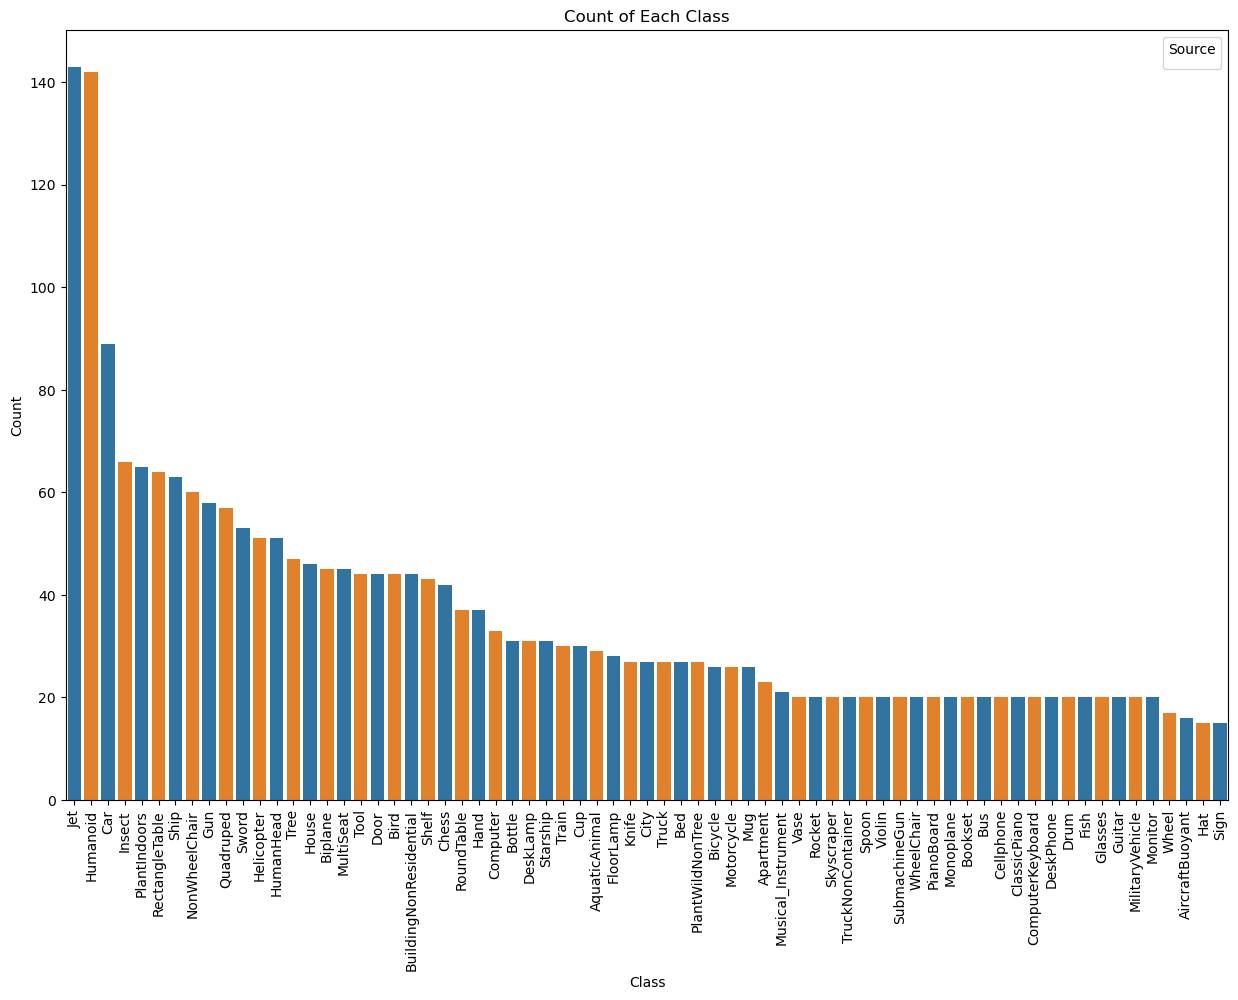 Count of Each Class
Source
140
120
100
80
60
40
20
0
Count
Jet
Humanoid
Car
Insect
PlantIndoors
RectangleTable
Ship
NonWheelChair
Gun
Quadruped
Sword
Helicopter
HumanHead
Tree
House
Biplane
MultiSeat
Tool
Door
Bird
BuildingNonResidential
Shelf
Chess
RoundTable
Hand
Computer
Bottle
DeskLamp
Starship
Train
Cup
AquaticAnimal
FloorLamp
Knife
City
Truck
Bed
PlantWildNonTree
Bicycle
Motorcycle
Mug
Apartment
Musical_Instrument
Vase
Rocket
Skyscraper
TruckNonContainer
Spoon
Violin
SubmachineGun
WheelChair
PianoBoard
Monoplane
Bookset
Bus
Cellphone
ClassicPiano
ComputerKeyboard
DeskPhone
Drum
Fish
Glasses
Guitar
MilitaryVehicle
Monitor
Wheel
AircraftBuoyant
Hat
Sign
Class